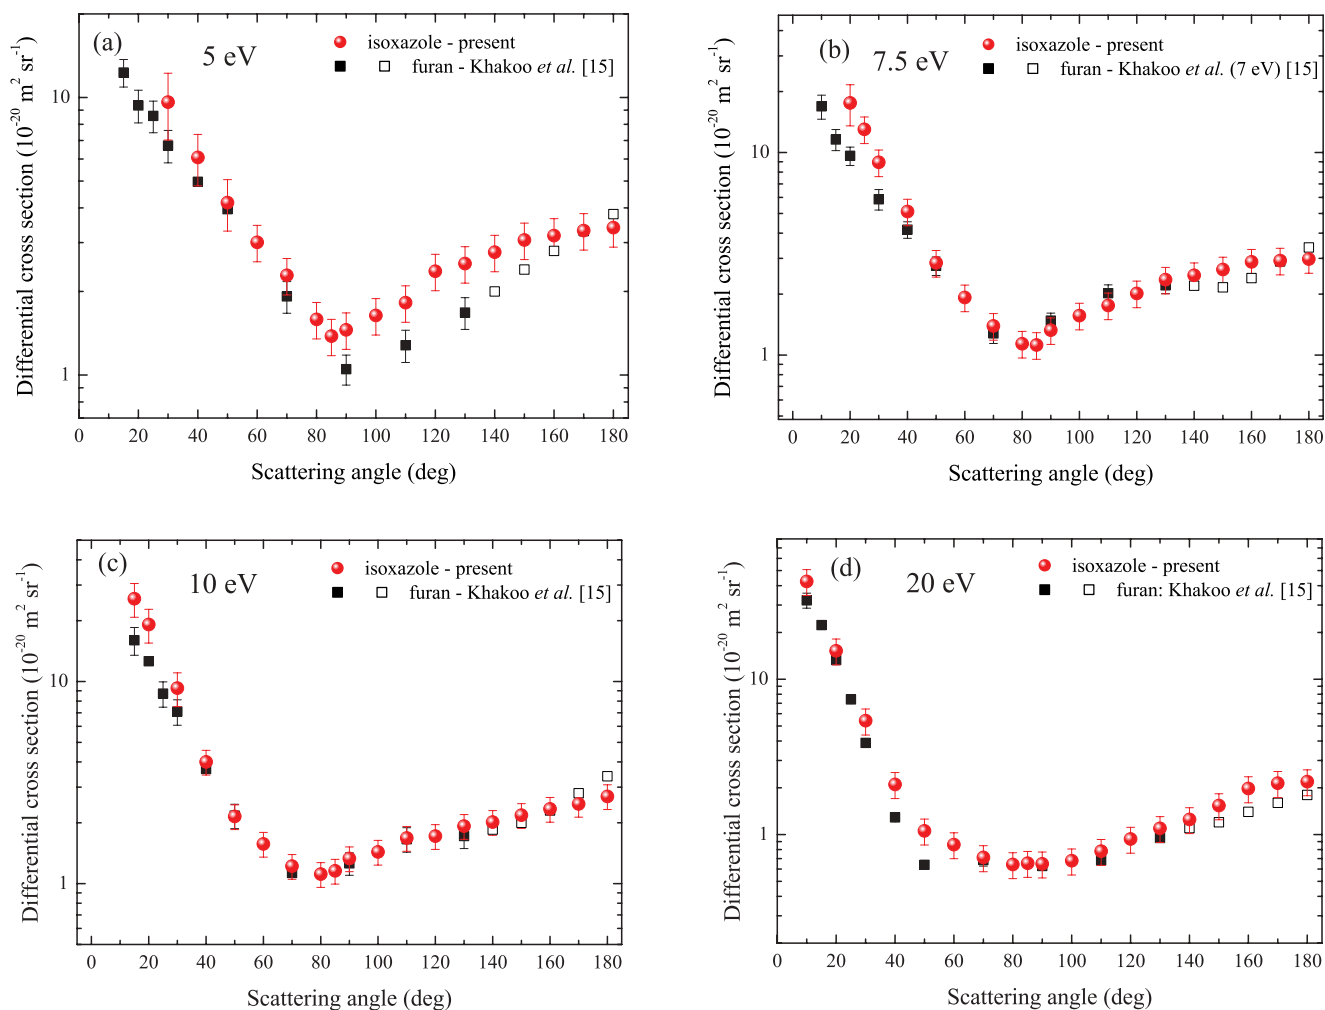 (a)
5 eV
isoxazole - present
furan - Khakoo et al. [15]
Differential cross section (10⁻²⁰ m² sr⁻¹)
10
1
0 20 40 60 80 100 120 140 160 180
Scattering angle (deg)
(b)
7.5 eV
isoxazole - present
furan - Khakoo et al. (7 eV) [15]
Differential cross section (10⁻²⁰ m² sr⁻¹)
10
1
0 20 40 60 80 100 120 140 160 180
Scattering angle (deg)
(c)
10 eV
isoxazole - present
furan - Khakoo et al. [15]
Differential cross section (10⁻²⁰ m² sr⁻¹)
10
1
0 20 40 60 80 100 120 140 160 180
Scattering angle (deg)
(d)
20 eV
isoxazole - present
furan: Khakoo et al. [15]
Differential cross section (10⁻²⁰ m² sr⁻¹)
10
1
0 20 40 60 80 100 120 140 160 180
Scattering angle (deg)